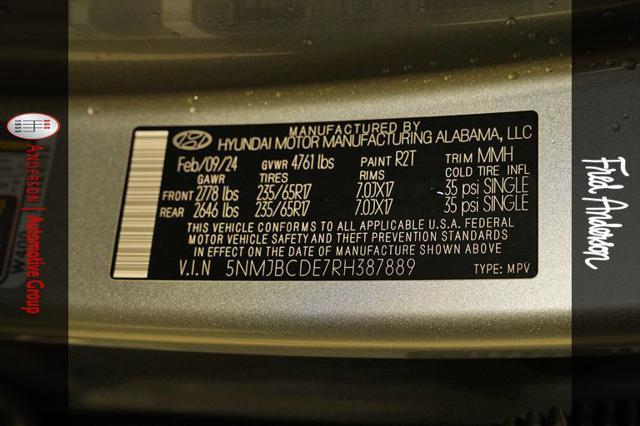 MANUFACTURED BY
HYUNDAI MOTOR MANUFACTURING ALABAMA, LLC
Feb/09/24 GVWR 4761 lbs PAINT R2T TRIM MMH
GAWR TIRES RIMS COLD TIRE INFL
FRONT 2778 lbs 235/65R17 7.0JX17 35 psi SINGLE
REAR 2646 lbs 235/65R17 7.0JX17 35 psi SINGLE
THIS VEHICLE CONFORMS TO ALL APPLICABLE U.S.A. FEDERAL
MOTOR VEHICLE SAFETY AND THEFT PREVENTION STANDARDS
IN EFFECT ON THE DATE OF MANUFACTURE SHOWN ABOVE
V.I.N 5NMJBCDE7RH387889 TYPE: MPV
ANDERSON | Automotive Group
Fred Anderson
W400